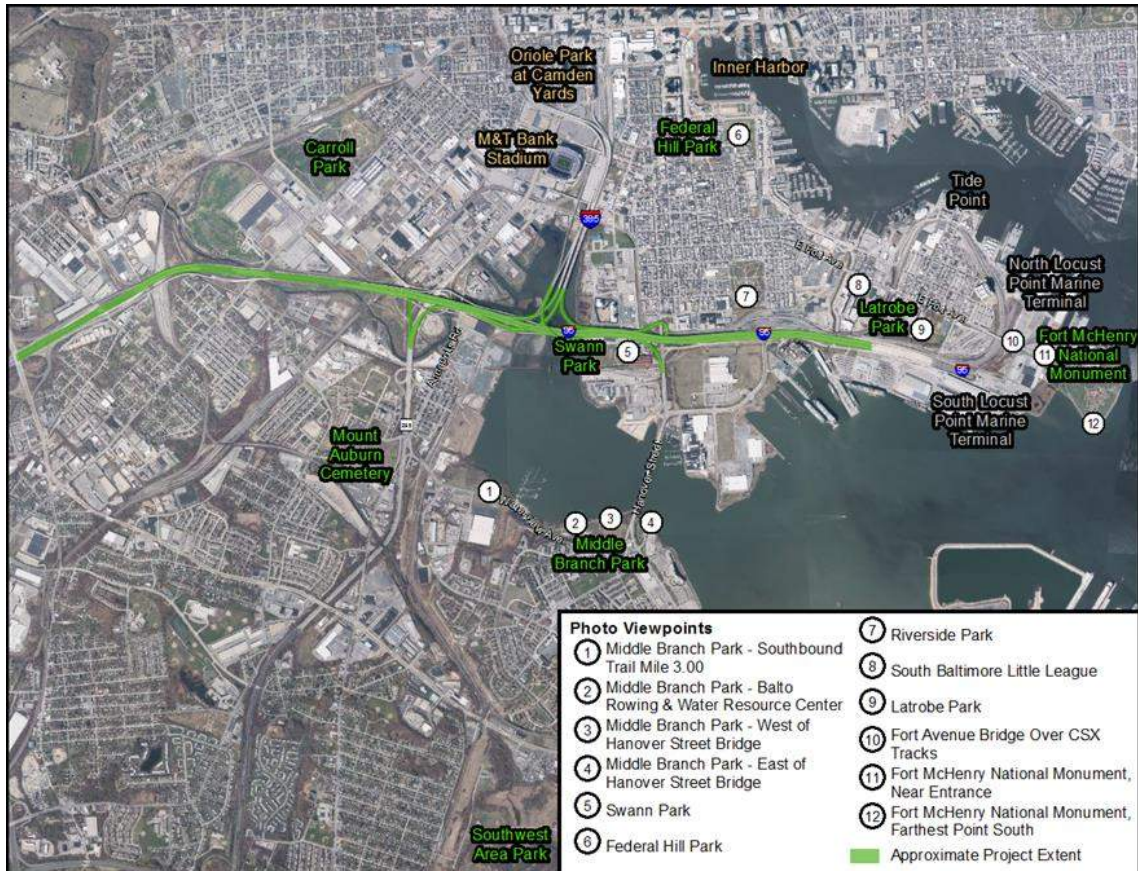 Oriole Park
at Camden
Yards
Inner Harbor
M&T Bank
Stadium
Federal
Hill Park
6
Carroll
Park
Tide
Point
395
E Fort Ave
North Locust
Point Marine
Terminal
7
8
Latrobe
Park
9
E Fort Ave
10
11
Fort McHenry
National
Monument
95
95
95
Swann
Park
5
South Locust
Point Marine
Terminal
12
Mount
Auburn
Cemetery
Hanover Street
1
2
3
4
Middle
Branch Park
Southwest
Area Park
Photo Viewpoints
1 Middle Branch Park - Southbound
Trail Mile 3.00
2 Middle Branch Park - Balto
Rowing & Water Resource Center
3 Middle Branch Park - West of
Hanover Street Bridge
4 Middle Branch Park - East of
Hanover Street Bridge
5 Swann Park
6 Federal Hill Park
7 Riverside Park
8 South Baltimore Little League
9 Latrobe Park
10 Fort Avenue Bridge Over CSX
Tracks
11 Fort McHenry National Monument,
Near Entrance
12 Fort McHenry National Monument,
Farthest Point South
Approximate Project Extent